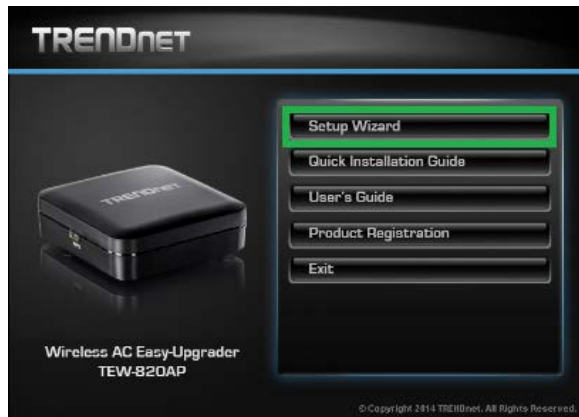 TRENDNET
Setup Wizard
Quick Installation Guide
User's Guide
Product Registration
Exit
TRENDNET
Wireless AC Easy-Upgrader
TEW-820AP
© Copyright 2014 TRENDnet. All Rights Reserved.